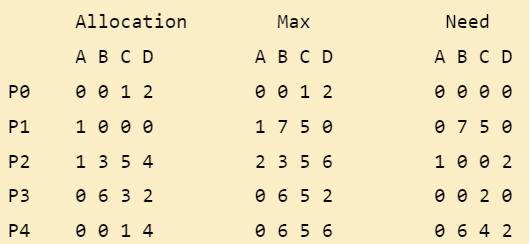 Allocation Max Need
A B C D A B C D A B C D
P0 0 0 1 2 0 0 1 2 0 0 0 0
P1 1 0 0 0 1 7 5 0 0 7 5 0
P2 1 3 5 4 2 3 5 6 1 0 0 2
P3 0 6 3 2 0 6 5 2 0 0 2 0
P4 0 0 1 4 0 6 5 6 0 6 4 2